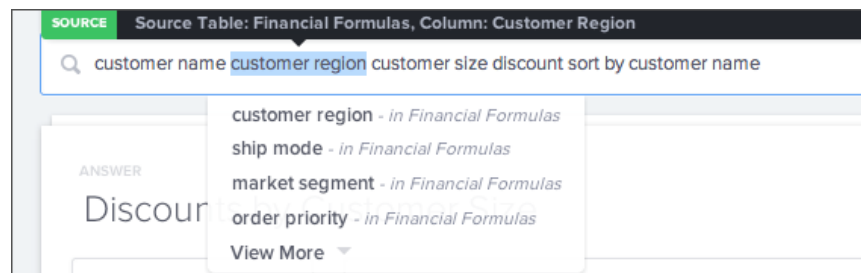 SOURCE Source Table: Financial Formulas, Column: Customer Region
customer name customer region customer size discount sort by customer name
customer region - in Financial Formulas
ship mode - in Financial Formulas
ANSWER
market segment - in Financial Formulas
Discounts by Customer Size
order priority - in Financial Formulas
View More